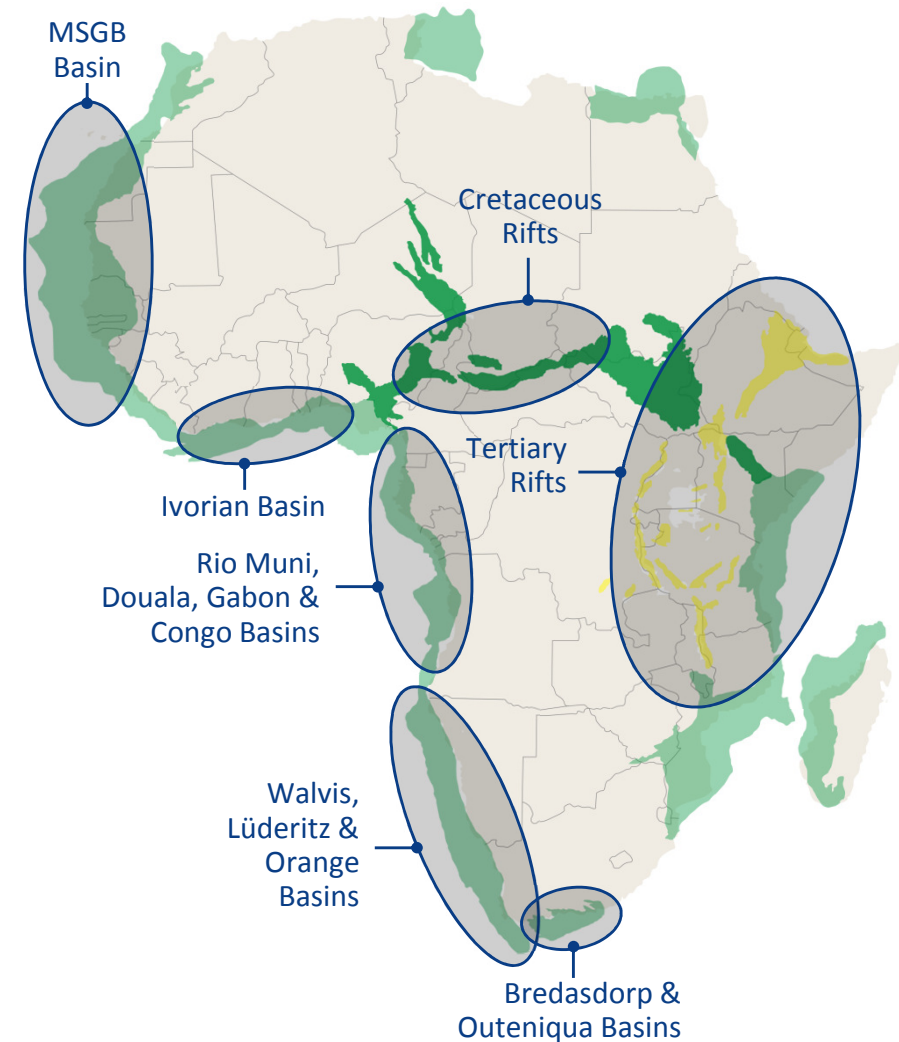 MSGB
Basin
Cretaceous
Rifts
Tertiary
Rifts
Ivorian Basin
Rio Muni,
Douala, Gabon &
Congo Basins
Walvis,
Lüderitz &
Orange
Basins
Bredasdorp &
Outeniqua Basins